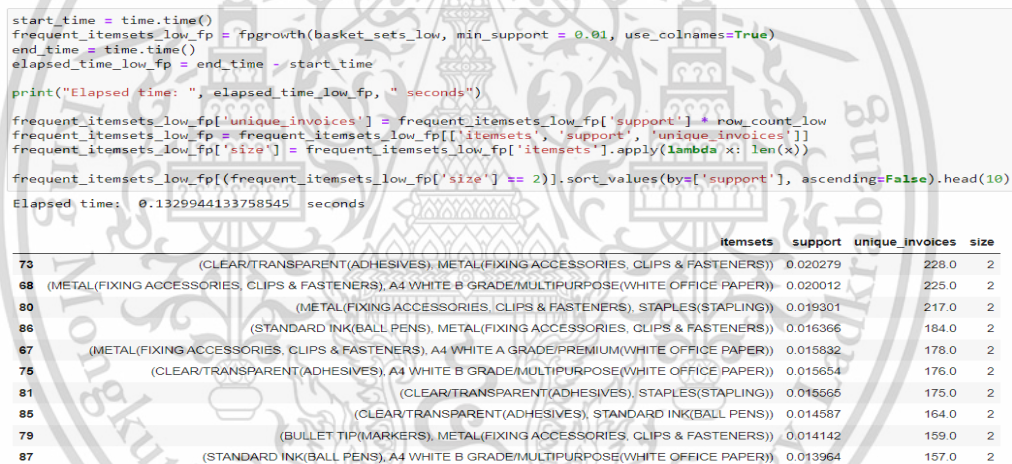 start_time = time.time()
frequent_itemsets_low_fp = fpgrowth(basket_sets_low, min_support = 0.01, use_colnames=True)
end_time = time.time()
elapsed_time_low_fp = end_time - start_time
print("Elapsed time: ", elapsed_time_low_fp, " seconds")
frequent_itemsets_low_fp['unique_invoices'] = frequent_itemsets_low_fp['support'] * row_count_low
frequent_itemsets_low_fp = frequent_itemsets_low_fp[['itemsets', 'support', 'unique_invoices']]
frequent_itemsets_low_fp['size'] = frequent_itemsets_low_fp['itemsets'].apply(lambda x: len(x))
frequent_itemsets_low_fp[(frequent_itemsets_low_fp['size'] == 2)].sort_values(by=['support'], ascending=False).head(10)
Elapsed time:  0.1329944133758545  seconds
itemsets support unique_invoices size
73 (CLEAR/TRANSPARENT(ADHESIVES), METAL(FIXING ACCESSORIES, CLIPS & FASTENERS)) 0.020279 228.0 2
68 (METAL(FIXING ACCESSORIES, CLIPS & FASTENERS), A4 WHITE B GRADE/MULTIPURPOSE(WHITE OFFICE PAPER)) 0.020012 225.0 2
80 (METAL(FIXING ACCESSORIES, CLIPS & FASTENERS), STAPLES(STAPLING)) 0.019301 217.0 2
86 (STANDARD INK(BALL PENS), METAL(FIXING ACCESSORIES, CLIPS & FASTENERS)) 0.016366 184.0 2
67 (METAL(FIXING ACCESSORIES, CLIPS & FASTENERS), A4 WHITE A GRADE/PREMIUM(WHITE OFFICE PAPER)) 0.015832 178.0 2
75 (CLEAR/TRANSPARENT(ADHESIVES), A4 WHITE B GRADE/MULTIPURPOSE(WHITE OFFICE PAPER)) 0.015654 176.0 2
81 (CLEAR/TRANSPARENT(ADHESIVES), STAPLES(STAPLING)) 0.015565 175.0 2
85 (CLEAR/TRANSPARENT(ADHESIVES), STANDARD INK(BALL PENS)) 0.014587 164.0 2
79 (BULLET TIP(MARKERS), METAL(FIXING ACCESSORIES, CLIPS & FASTENERS)) 0.014142 159.0 2
87 (STANDARD INK(BALL PENS), A4 WHITE B GRADE/MULTIPURPOSE(WHITE OFFICE PAPER)) 0.013964 157.0 2